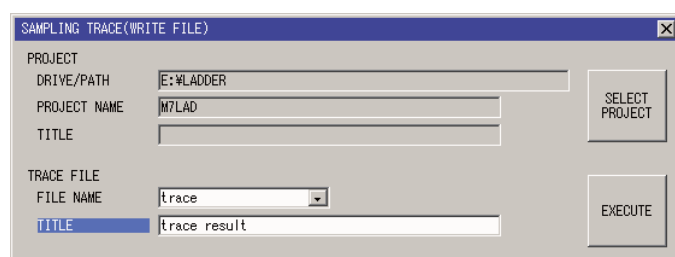 SAMPLING TRACE(WRITE FILE)
PROJECT
DRIVE/PATH E:¥LADDER
PROJECT NAME M7LAD
TITLE
SELECT
PROJECT
TRACE FILE
FILE NAME trace
TITLE trace result
EXECUTE